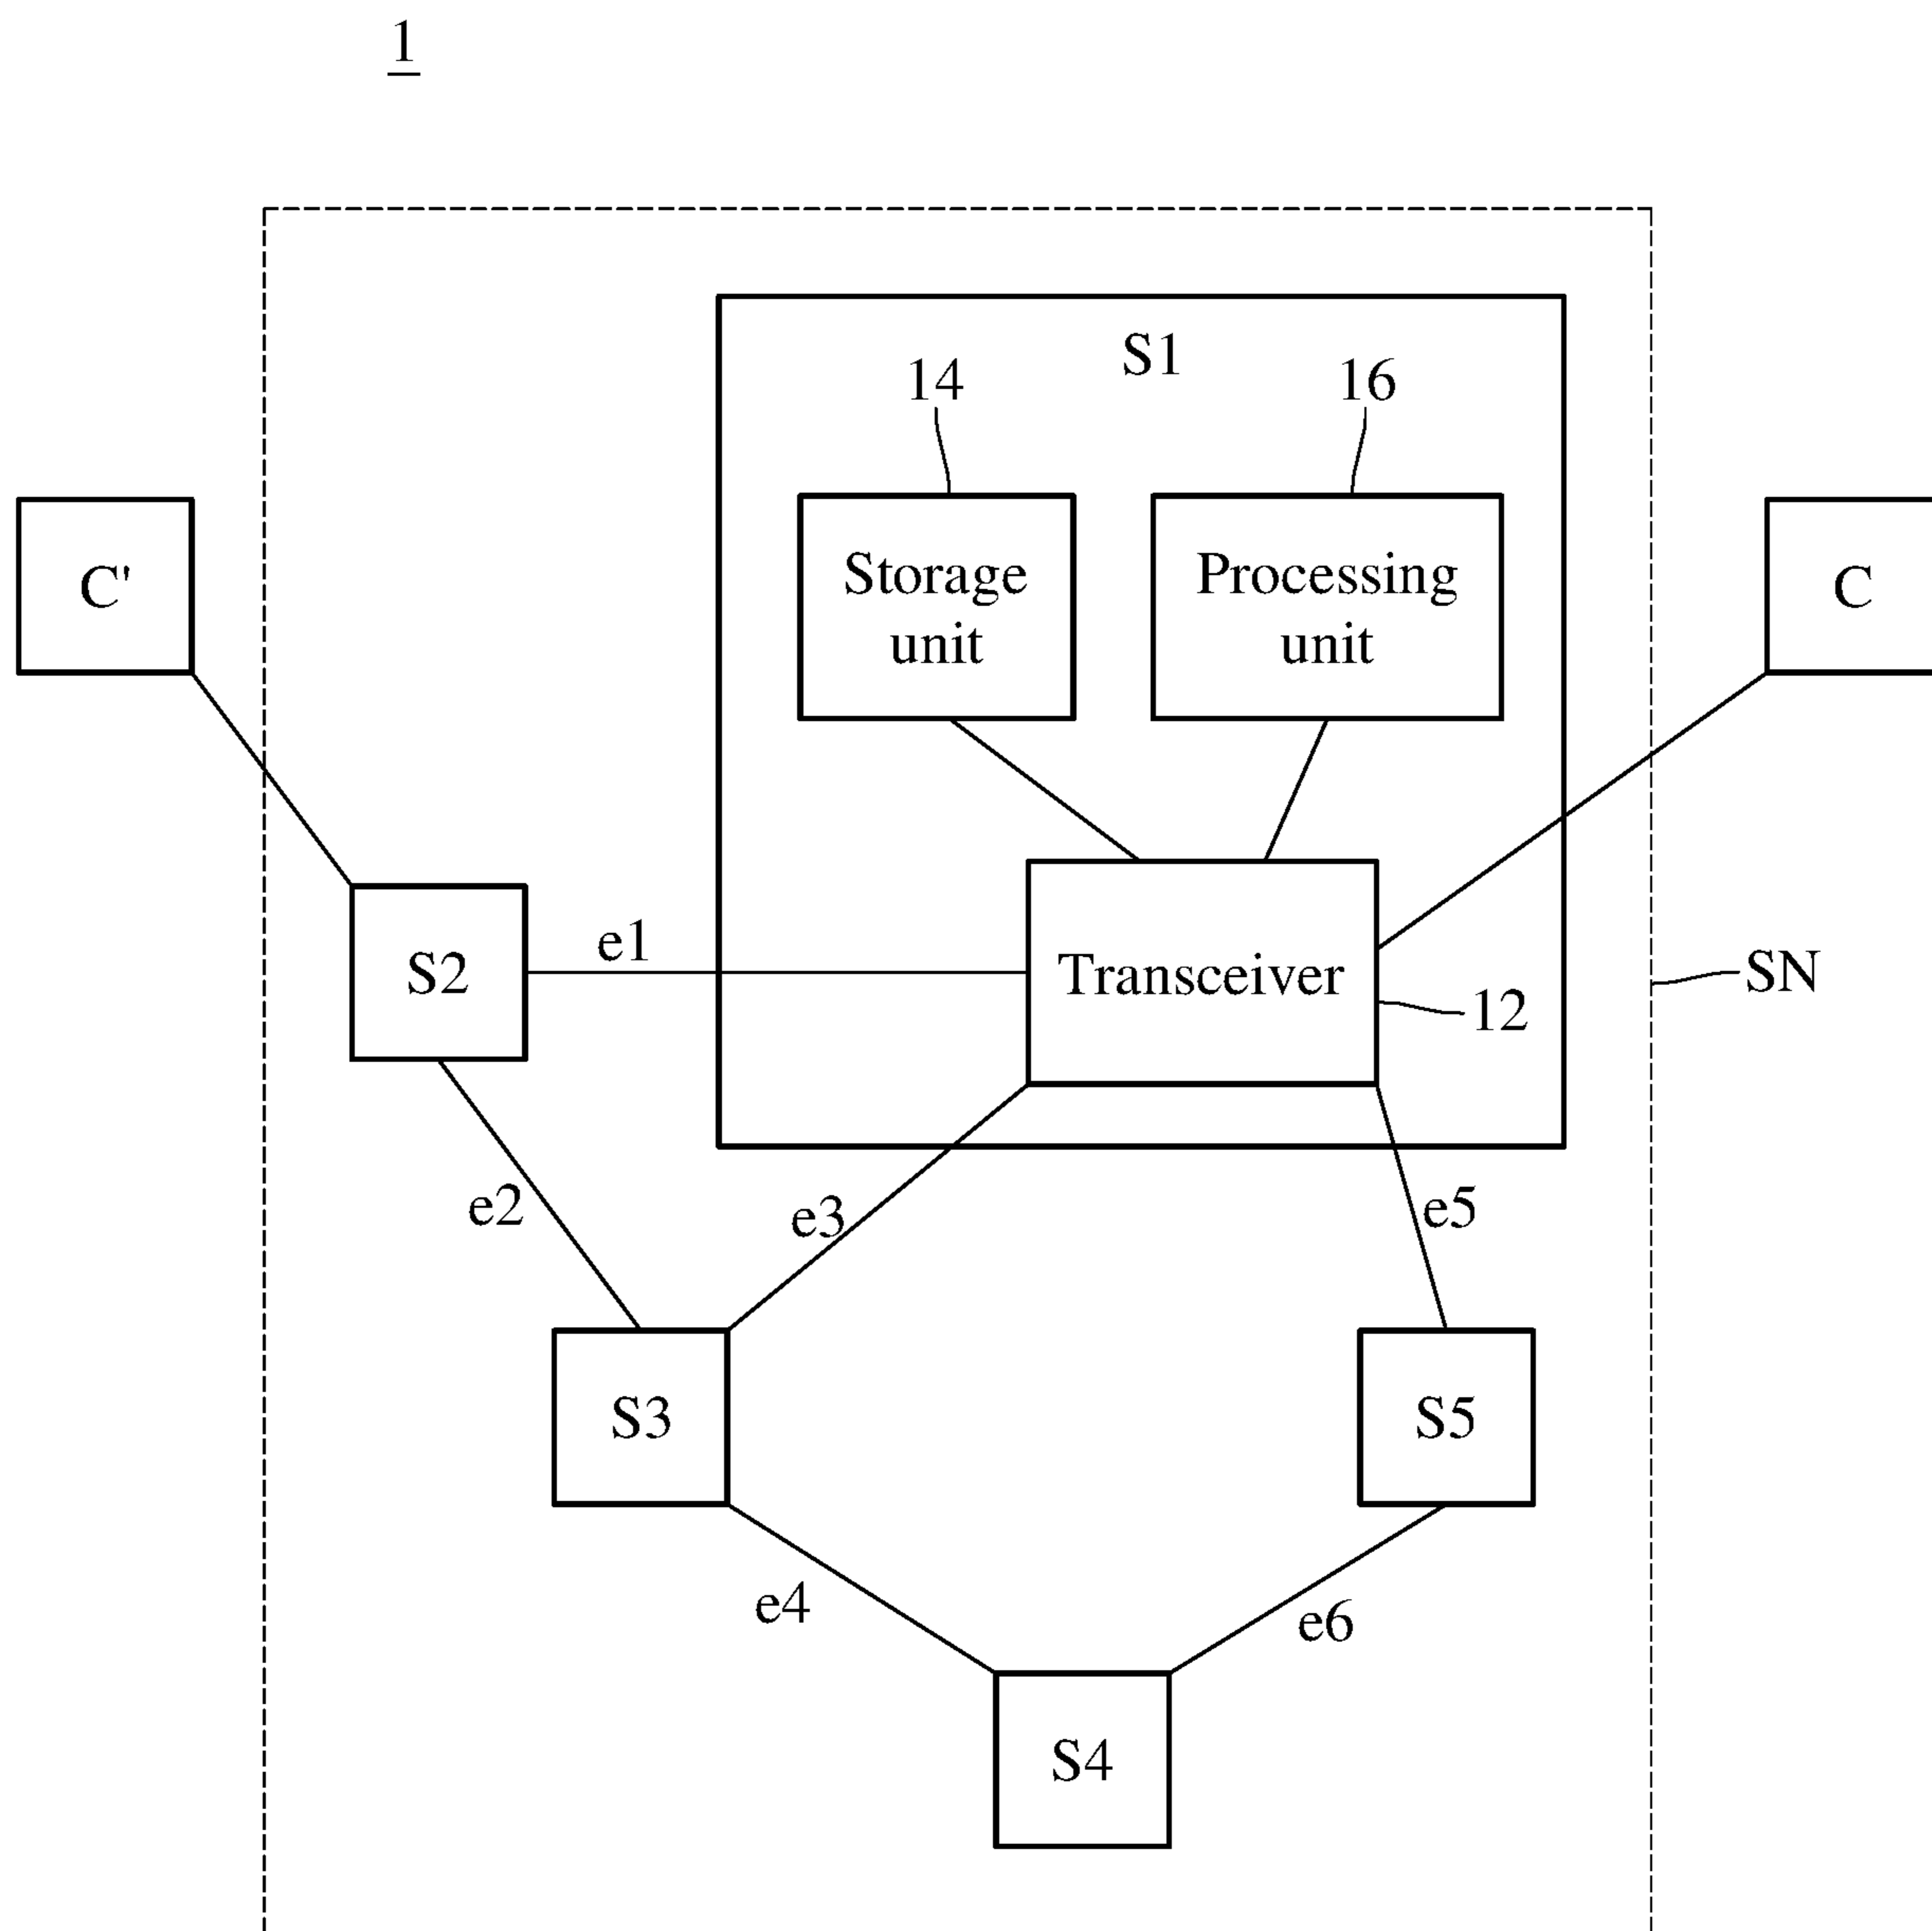 1
S1
14
16
C'
Storage
unit
Processing
unit
C
e1
S2
Transceiver
SN
12
e2
e3
e5
S3
S5
e4
e6
S4